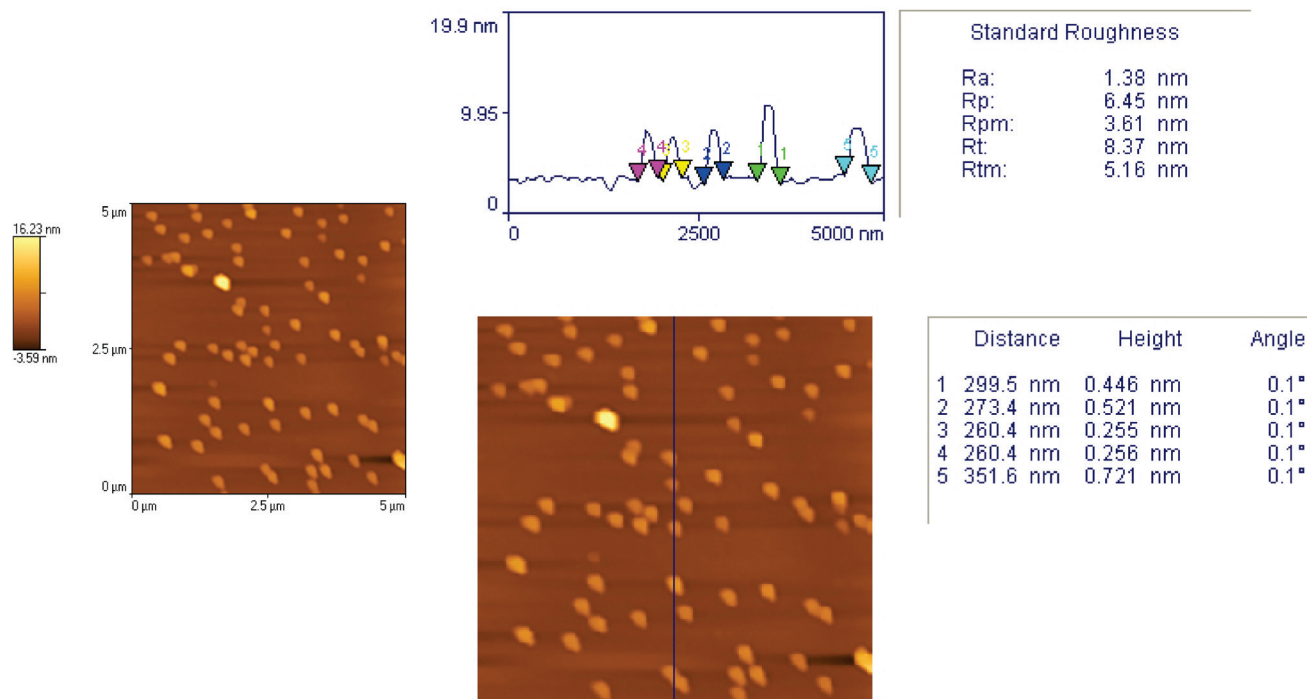 19.9 nm
9.95
0
0
2500
5000 nm
4
4
3
3
2
2
1
1
5
5
Standard Roughness
Ra: 1.38 nm
Rp: 6.45 nm
Rpm: 3.61 nm
Rt: 8.37 nm
Rtm: 5.16 nm
16.23 nm
-3.59 nm
5 µm
2.5 µm
0 µm
0 µm
2.5 µm
5 µm
Distance Height Angle
1 299.5 nm 0.446 nm 0.1°
2 273.4 nm 0.521 nm 0.1°
3 260.4 nm 0.255 nm 0.1°
4 260.4 nm 0.256 nm 0.1°
5 351.6 nm 0.721 nm 0.1°